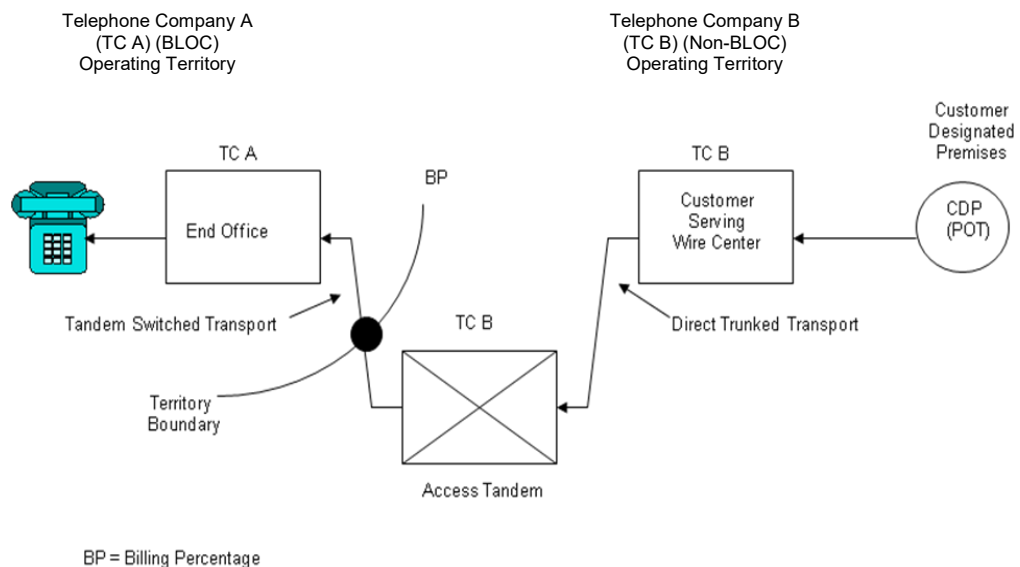 Telephone Company A
(TC A) (BLOC)
Operating Territory
Telephone Company B
(TC B) (Non-BLOC)
Operating Territory
Customer
Designated
Premises
TC A
BP
TC B
End Office
Customer
Serving
Wire Center
CDP
(POT)
Tandem Switched Transport
TC B
Direct Trunked Transport
Territory
Boundary
Access Tandem
BP = Billing Percentage